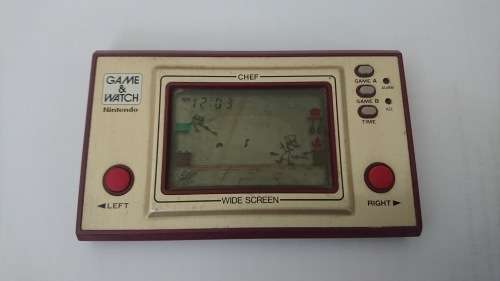 GAME
&
WATCH
Nintendo
CHEF
12:03
GAME A
ALARM
GAME B
ACL
TIME
◄LEFT
WIDE SCREEN
RIGHT►